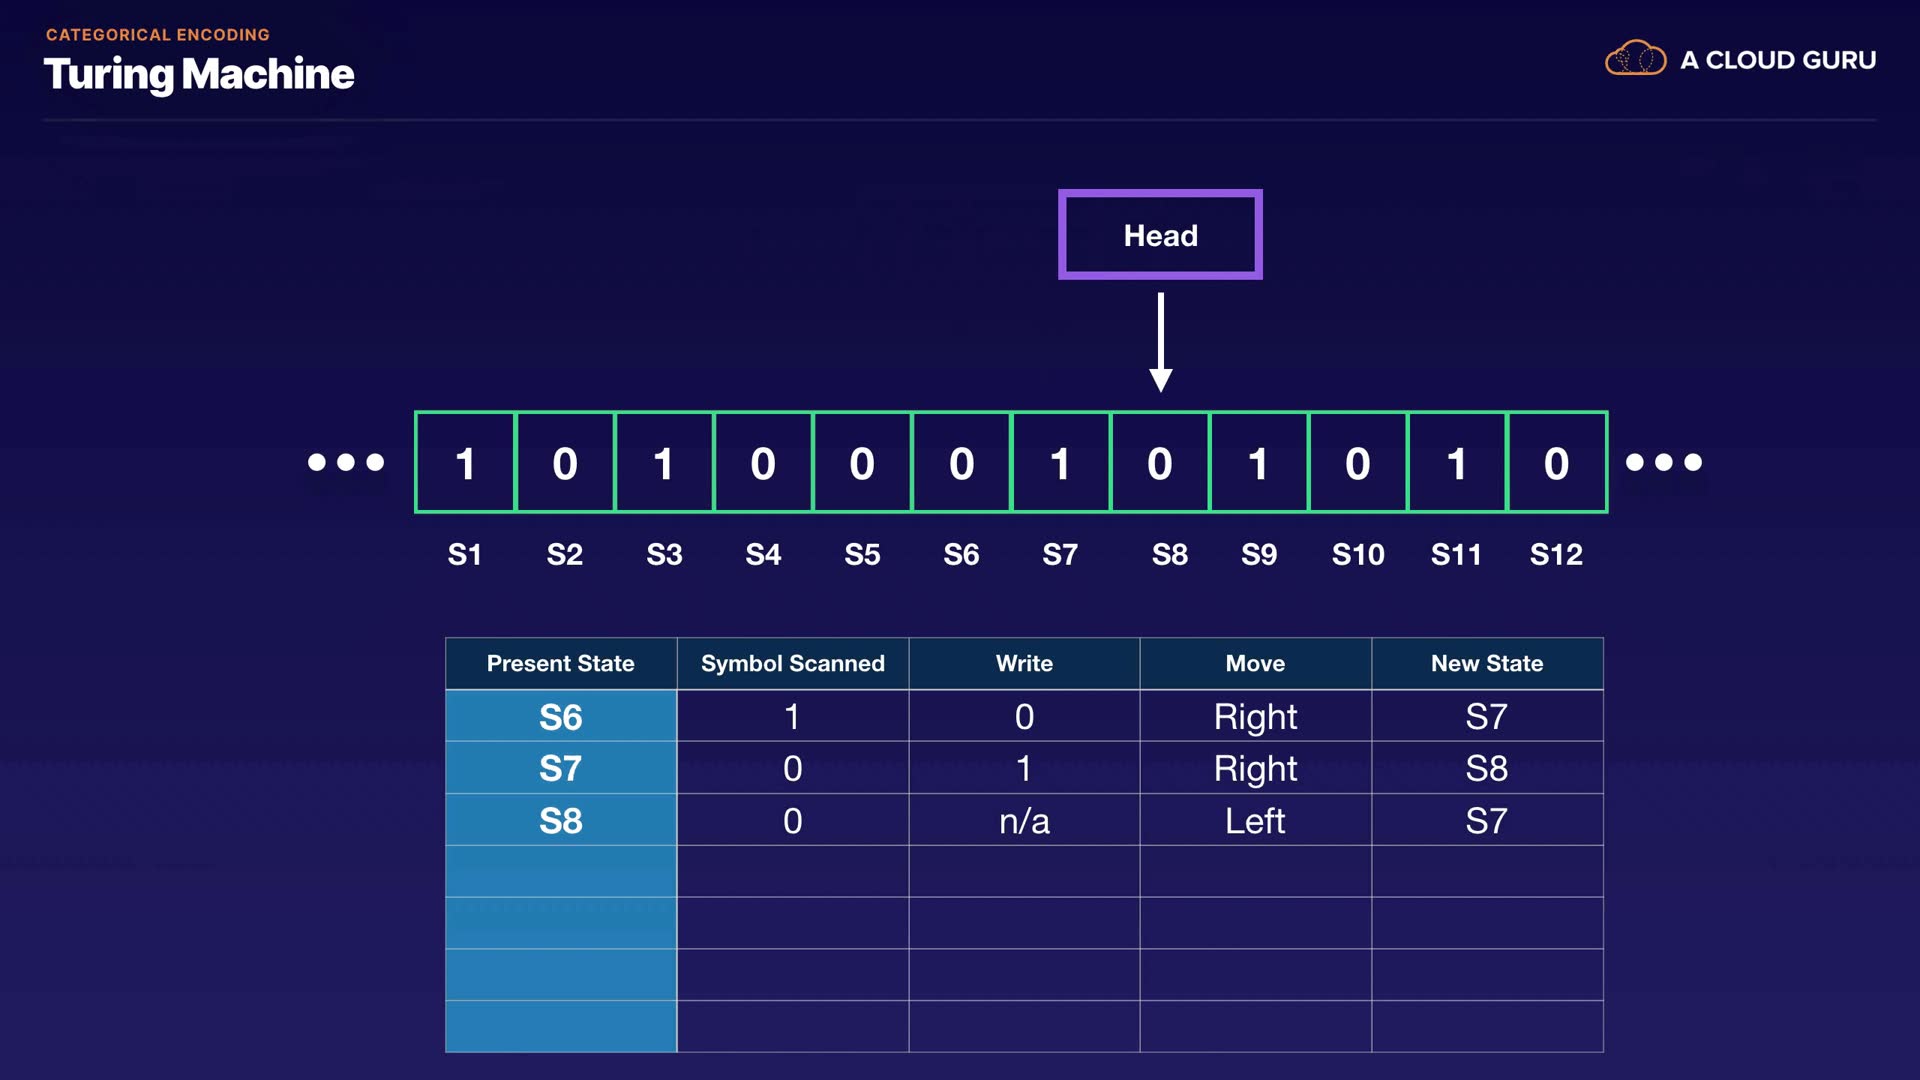 CATEGORICAL ENCODING
Turing Machine
A CLOUD GURU
Head
1 0 1 0 0 0 1 0 1 0 1 0
S1 S2 S3 S4 S5 S6 S7 S8 S9 S10 S11 S12
Present State Symbol Scanned Write Move New State
S6 1 0 Right S7
S7 0 1 Right S8
S8 0 n/a Left S7